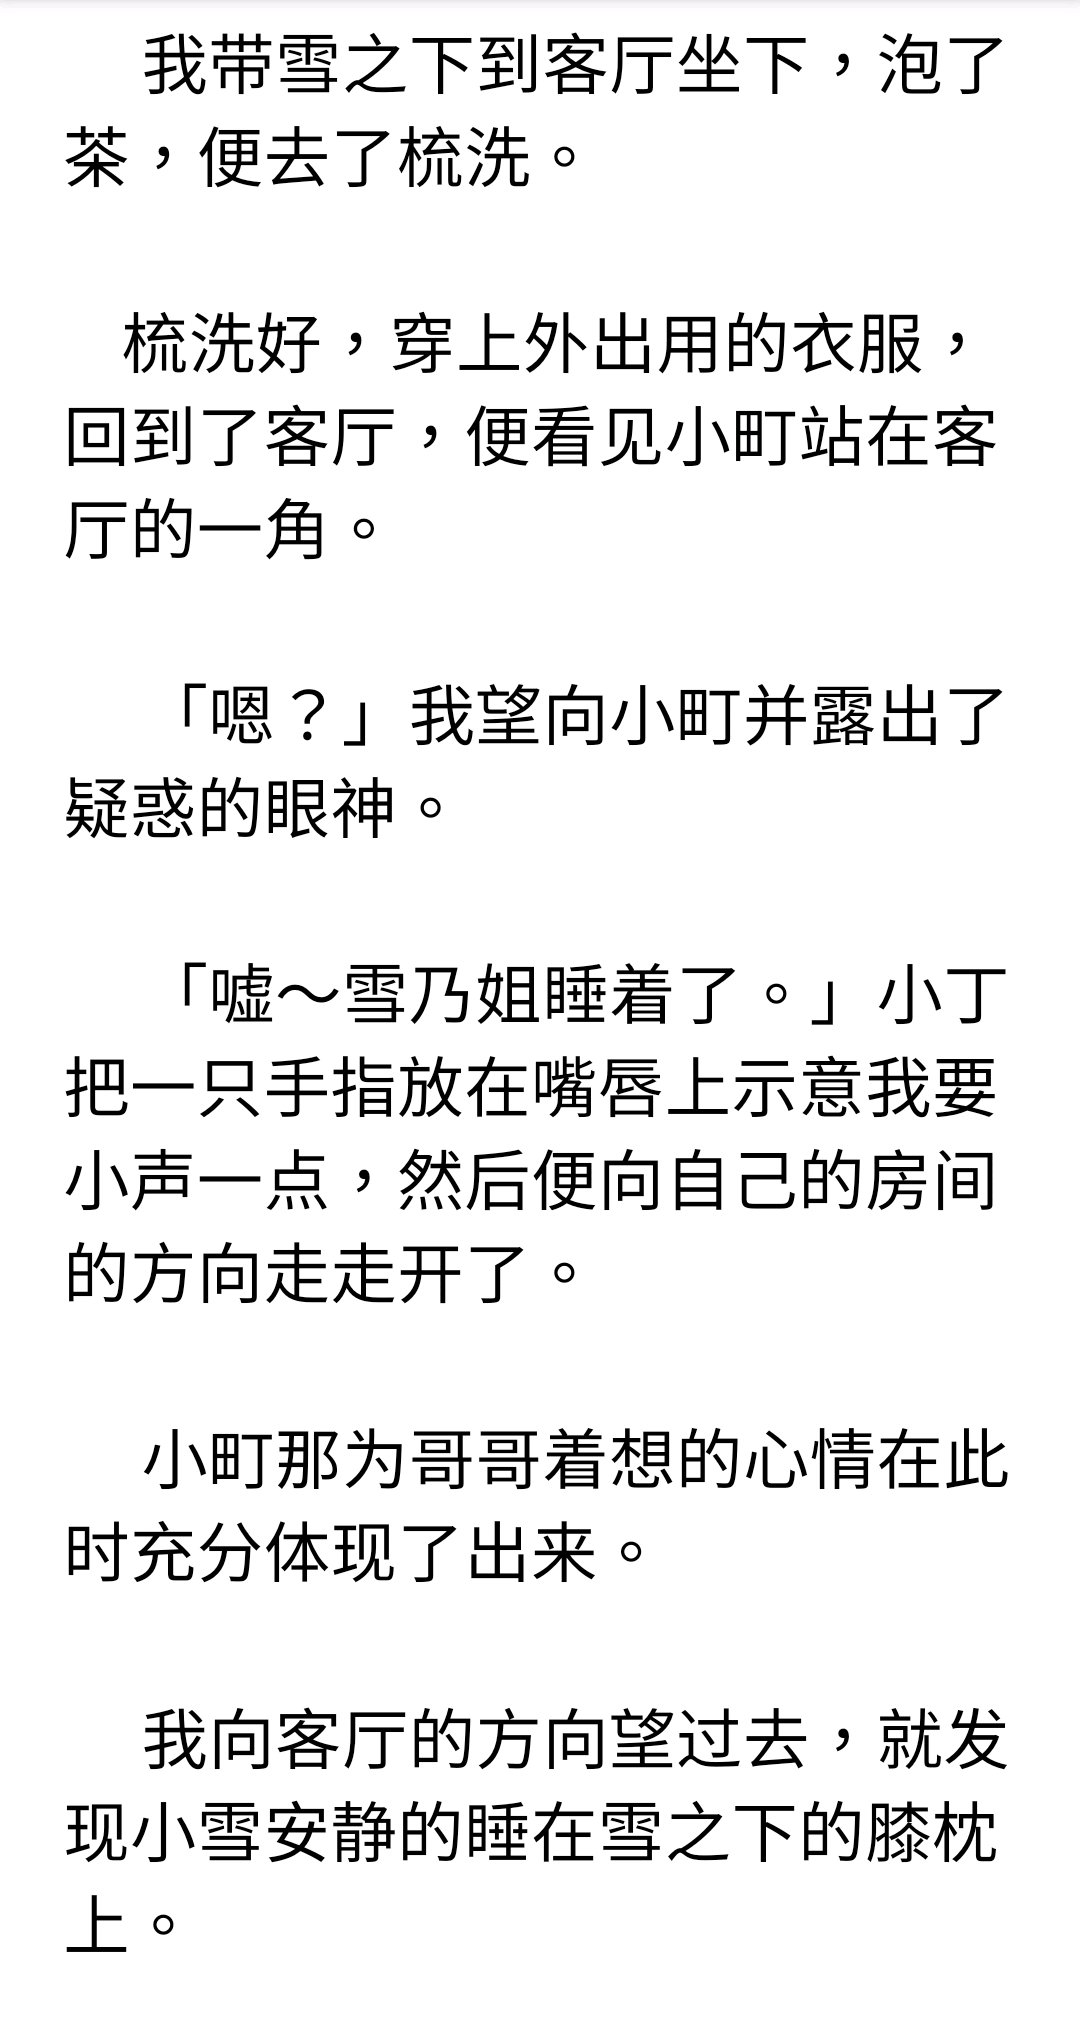 我带雪之下到客厅坐下，泡了
茶，便去了梳洗。
梳洗好，穿上外出用的衣服，
回到了客厅，便看见小町站在客
厅的一角。
「嗯？」我望向小町并露出了
疑惑的眼神。
「嘘～雪乃姐睡着了。」小丁
把一只手指放在嘴唇上示意我要
小声一点，然后便向自己的房间
的方向走走开了。
小町那为哥哥着想的心情在此
时充分体现了出来。
我向客厅的方向望过去，就发
现小雪安静的睡在雪之下的膝枕
上。